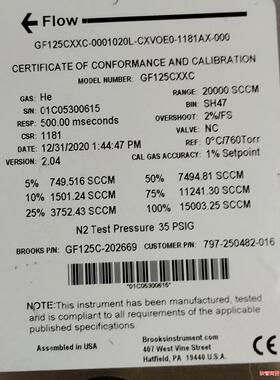 Flow
GF125CXXC-0001020L-CXVOE0-1181AX-000
CERTIFICATE OF CONFORMANCE AND CALIBRATION
MODEL NUMBER: GF125CXXC
GAS: He RANGE: 20000 SCCM
S/N: 01C05300615 BIN: SH47
RESP: 500.00 meseconds OVERSHOOT: 2%/FS
CSR: 1181 VALVE: NC
DATE: 12/31/2020 1:44:47 PM REF: 0°C/760Torr
VERSION: 2.04 CAL GAS ACCURACY: 1% Setpoint
5% 749.516 SCCM 50% 7494.81 SCCM
10% 1501.24 SCCM 75% 11241.30 SCCM
25% 3752.43 SCCM 100% 15003.25 SCCM
N2 Test Pressure 35 PSIG
BROOKS P/N: GF125C-202669 CUSTOMER P/N: 797-250482-016
*01C05300615*
NOTE: This instrument has been manufactured, tested
and is compliant to all requirements of the applicable
published specification.
Assembled in USA
BrooksInstrument.com
407 West Vine Street
Hatfield, PA 19440 U.S.A.
CE